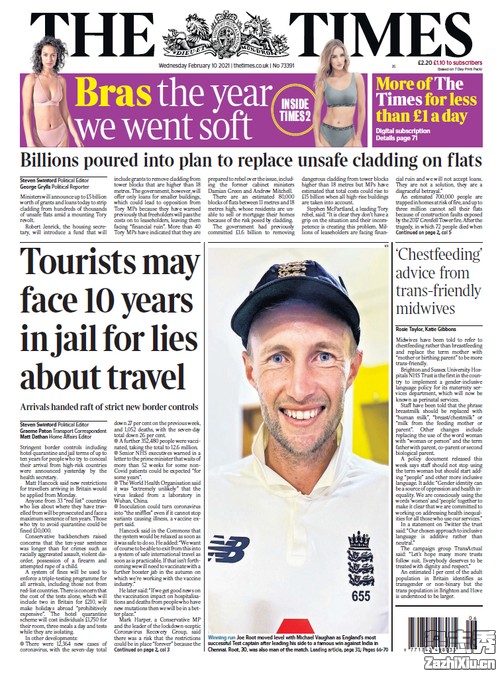 THE TIMES
Wednesday February 10 2021 | thetimes.co.uk | No 73391
£2.20 £1.10 to subscribers
(based on 7 Day Print Pack)
Bras the year
we went soft
INSIDE
TIMES2
More of The
Times for less
than £1 a day
Digital subscription
Details page 71
Billions poured into plan to replace unsafe cladding on flats
Steven Swinford Political Editor
George Grylls Political Reporter
Ministers will announce up to £5 billion
worth of grants and loans today to strip
cladding from hundreds of thousands
of unsafe flats amid a mounting Tory
revolt.
Robert Jenrick, the housing secretary,
will introduce a fund that will
include grants to remove cladding from
tower blocks that are higher than 18
metres. The government, however, will
offer only loans for smaller buildings,
which could lead to opposition from
Tory MPs because they have warned
previously that freeholders will pass the
costs on to leaseholders, leaving them
facing "financial ruin". More than 40
Tory MPs have indicated that they are
prepared to rebel over the issue, including
the former cabinet ministers
Damian Green and Andrew Mitchell.
There are an estimated 80,000
blocks of flats between 11 metres and 18
metres high, whose residents are unable
to sell or mortgage their homes
because of the risk posed by cladding.
The government had previously
committed £1.6 billion to removing
dangerous cladding from tower blocks
higher than 18 metres but MPs have
estimated that total costs could rise to
£15 billion when all high-rise buildings
are taken into account.
Stephen McPartland, a leading Tory
rebel, said: "It is clear they don't have a
grip on the situation and their incompetence
is creating this problem. Millions
of leaseholders are facing financial
ruin and we will not accept loans.
They are not a solution, they are a
disgraceful betrayal."
An estimated 700,000 people are
trapped in homes at risk of fire, and up to
three million cannot sell their flats
because of construction faults exposed
by the 2017 Grenfell Tower fire. After the
tragedy, in which 72 people died when
Continued on page 2, col 5
Tourists may
face 10 years
in jail for lies
about travel
Arrivals handed raft of strict new border controls
Steven Swinford Political Editor
Graeme Paton Transport Correspondent
Matt Dathan Home Affairs Editor
Stringent border controls including
hotel quarantine and jail terms of up to
ten years for people who try to conceal
their arrival from high-risk countries
were announced yesterday by the
health secretary.
Matt Hancock said new restrictions
for travellers arriving in Britain would
be applied from Monday.
Anyone from 33 "red list" countries
who lies about where they have travelled
from will be prosecuted and face a
maximum sentence of ten years. Those
who try to avoid quarantine could be
fined £10,000.
Conservative backbenchers raised
concerns that the ten-year sentence
was longer than for crimes such as
racially aggravated assault, violent disorder,
possession of a firearm and
attempted rape of a child.
A system of fines will be used to
enforce a triple-testing programme for
all arrivals, including those not from
red-list countries. There is concern that
the cost of the tests alone, which will
include two in Britain for £210, will
make holidays abroad "prohibitively
expensive". The hotel quarantine
scheme will cost individuals £1,750 for
their room, three meals a day and tests
while they are isolating.
In other developments:
There were 12,364 new cases of
coronavirus, with the seven-day total
down 27 per cent on the previous week,
and 1,052 deaths, with the seven-day
total down 26 per cent.
A further 352,480 people were vaccinated,
taking the total to 12.6 million.
Senior NHS executives warned in a
letter to the prime minister that waits of
more than 52 weeks for some non-
Covid patients could be expected "for
some years".
The World Health Organisation said
it was "extremely unlikely" that the
virus leaked from a laboratory in
Wuhan, China.
Inoculation could turn coronavirus
into "the sniffles" even if it cannot stop
variants causing illness, a vaccine expert
said.
Hancock said in the Commons that
the system would be relaxed as soon as
it was safe to do so. He added: "We want
of course to be able to exit from this into
a system of safe international travel as
soon as is practicable. If that isn't forthcoming
we will need to vaccinate with a
further booster jab in the autumn on
which we're working with the vaccine
industry."
He later said: "If we get good news on
the vaccination impact on hospitalisations
and deaths from people who have
new mutations then we will be in a better
place."
Mark Harper, a Conservative MP
and the leader of the lockdown-sceptic
Coronavirus Recovery Group, said
there was a risk that the restrictions
could be in place "forever" because the
Continued on page 2, col 3
655
Winning run Joe Root moved level with Michael Vaughan as England's most
successful Test captain after leading his side to a famous win against India in
Chennai. Root, 30, was also man of the match. Leading article, page 31; Pages 66-70
'Chestfeeding'
advice from
trans-friendly
midwives
Rosie Taylor, Katie Gibbons
Midwives have been told to refer to
chestfeeding rather than breastfeeding
and replace the term mother with
"mother or birthing parent" to be more
trans-friendly.
Brighton and Sussex University Hospitals
NHS Trust is the first in the country
to implement a gender-inclusive
language policy for its maternity services
department, which will now be
known as perinatal services.
Staff have been told that the phrase
breastmilk should be replaced with
"human milk", "breast/chestmilk" or
"milk from the feeding mother or
parent". Other changes include
replacing the use of the word woman
with "woman or person" and the term
father with parent, co-parent or second
biological parent.
A policy document released this
week says staff should not stop using
the term woman but should start adding
"people" and other more inclusive
language. It adds: "Gender identity can
be a source of oppression and health inequality.
We are consciously using the
words 'women' and 'people' together to
make it clear that we are committed to
working on addressing health inequalities
for all those who use our services."
In a statement on Twitter the trust
said: "Our chosen approach to inclusive
language is additive rather than
neutral."
The campaign group TransActual
said: "Let's hope many more trusts
follow suit. Everybody deserves to be
treated with dignity and respect."
An estimated 1 per cent of the adult
population in Britain identifies as
transgender or non-binary but the
trans population in Brighton and Hove
is understood to be larger.
ZazhiXiu.cn